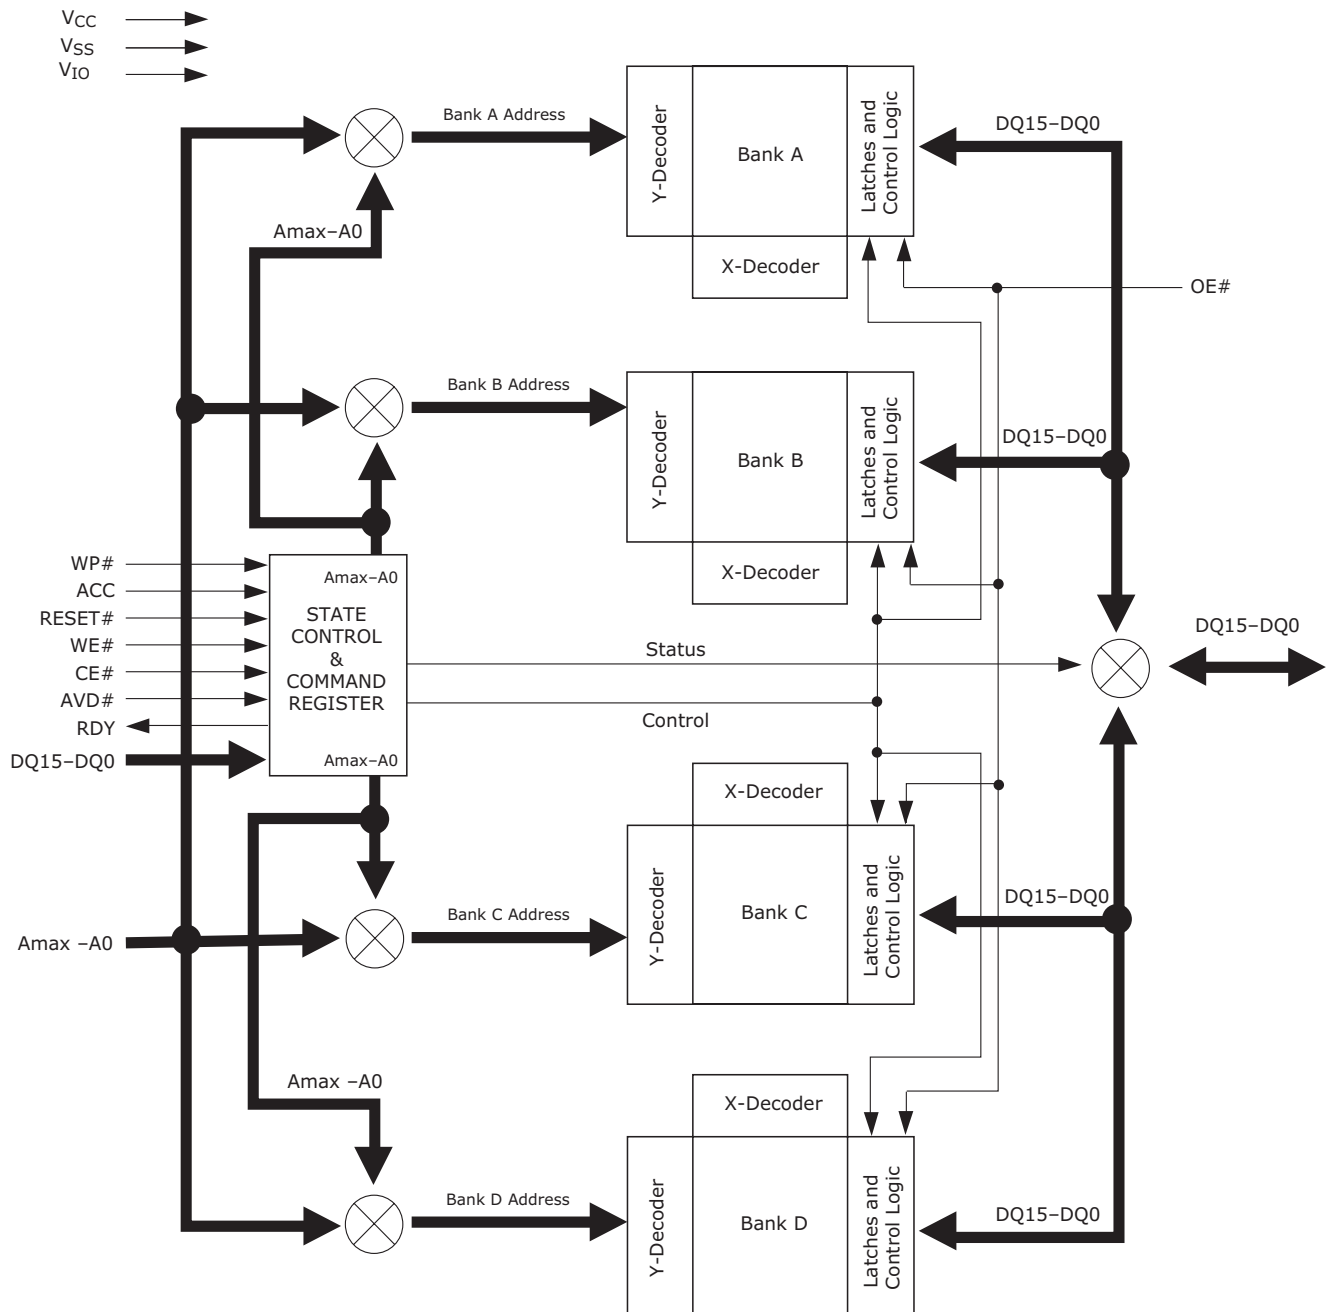 VCC
VSS
VIO
Bank A Address
Y-Decoder
Bank A
Latches and
Control Logic
DQ15–DQ0
Amax–A0
X-Decoder
OE#
Bank B Address
Y-Decoder
Bank B
Latches and
Control Logic
DQ15–DQ0
X-Decoder
WP#
ACC
RESET#
WE#
CE#
AVD#
RDY
DQ15–DQ0
Amax–A0
STATE
CONTROL
&
COMMAND
REGISTER
Amax–A0
Status
Control
DQ15–DQ0
X-Decoder
Bank C Address
Y-Decoder
Bank C
Latches and
Control Logic
DQ15–DQ0
Amax –A0
Amax –A0
X-Decoder
Bank D Address
Y-Decoder
Bank D
Latches and
Control Logic
DQ15–DQ0